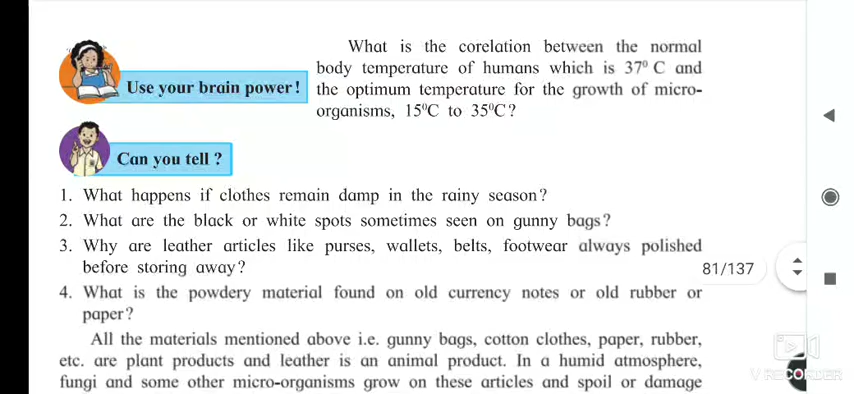 What is the corelation between the normal
body temperature of humans which is 37⁰ C and
Use your brain power!
the optimum temperature for the growth of micro-
organisms, 15⁰C to 35⁰C?
Can you tell ?
1. What happens if clothes remain damp in the rainy season?
2. What are the black or white spots sometimes seen on gunny bags?
3. Why are leather articles like purses, wallets, belts, footwear always polished
before storing away?
81/137
4. What is the powdery material found on old currency notes or old rubber or
paper?
All the materials mentioned above i.e. gunny bags, cotton clothes, paper, rubber,
etc. are plant products and leather is an animal product. In a humid atmosphere,
fungi and some other micro-organisms grow on these articles and spoil or damage
V RECORDER